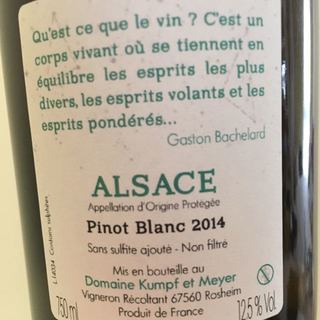 Qu'est ce que le vin ? C'est un
corps vivant où se tiennent en
équilibre les esprits les plus
divers, les esprits volants et les
esprits pondérés...
Gaston Bachelard
ALSACE
Appellation d'Origine Protégée
Pinot Blanc 2014
Sans sulfite ajouté - Non Filtré
Mis en bouteille au
Domaine Kumpf et Meyer
Vigneron Récoltant 67560 Rosheim
Produit de France
750 ml
12.5 % Vol.
L14034 Contains sulphites